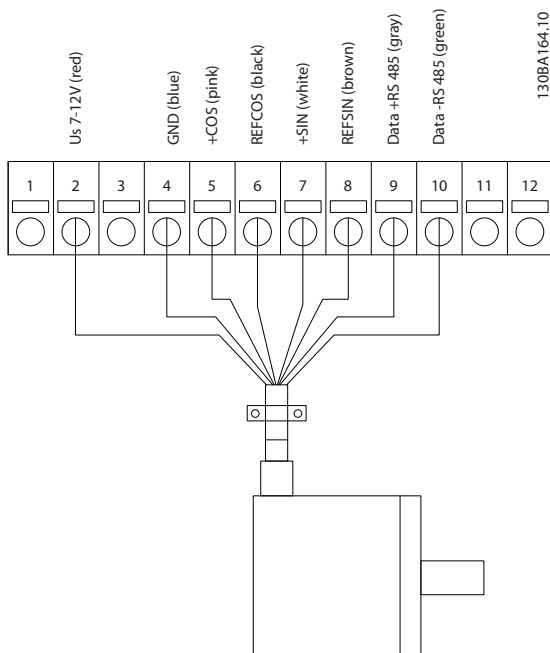 Us 7-12V (red)
GND (blue)
+COS (pink)
REFCOS (black)
+SIN (white)
REFSIN (brown)
Data +RS 485 (gray)
Data -RS 485 (green)
130BA164.10
1 2 3 4 5 6 7 8 9 10 11 12